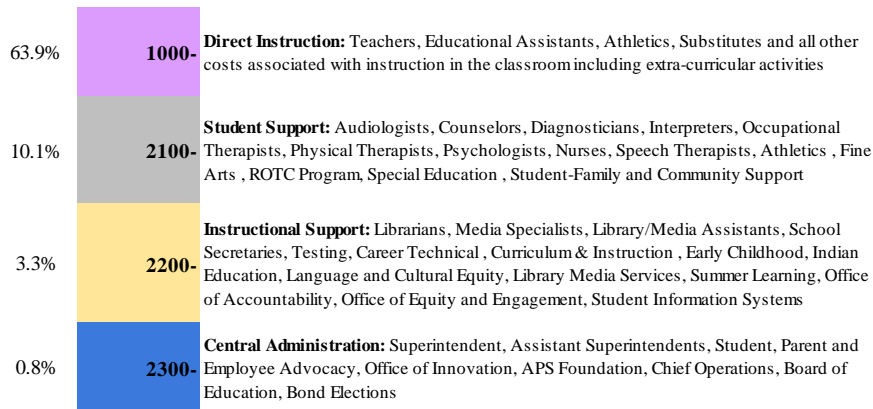 63.9%
1000-
Direct Instruction: Teachers, Educational Assistants, Athletics, Substitutes and all other
costs associated with instruction in the classroom including extra-curricular activities
10.1%
2100-
Student Support: Audiologists, Counselors, Diagnosticians, Interpreters, Occupational
Therapists, Physical Therapists, Psychologists, Nurses, Speech Therapists, Athletics , Fine
Arts , ROTC Program, Special Education , Student-Family and Community Support
3.3%
2200-
Instructional Support: Librarians, Media Specialists, Library/Media Assistants, School
Secretaries, Testing, Career Technical , Curriculum & Instruction , Early Childhood, Indian
Education, Language and Cultural Equity, Library Media Services, Summer Learning, Office
of Accountability, Office of Equity and Engagement, Student Information Systems
0.8%
2300-
Central Administration: Superintendent, Assistant Superintendents, Student, Parent and
Employee Advocacy, Office of Innovation, APS Foundation, Chief Operations, Board of
Education, Bond Elections